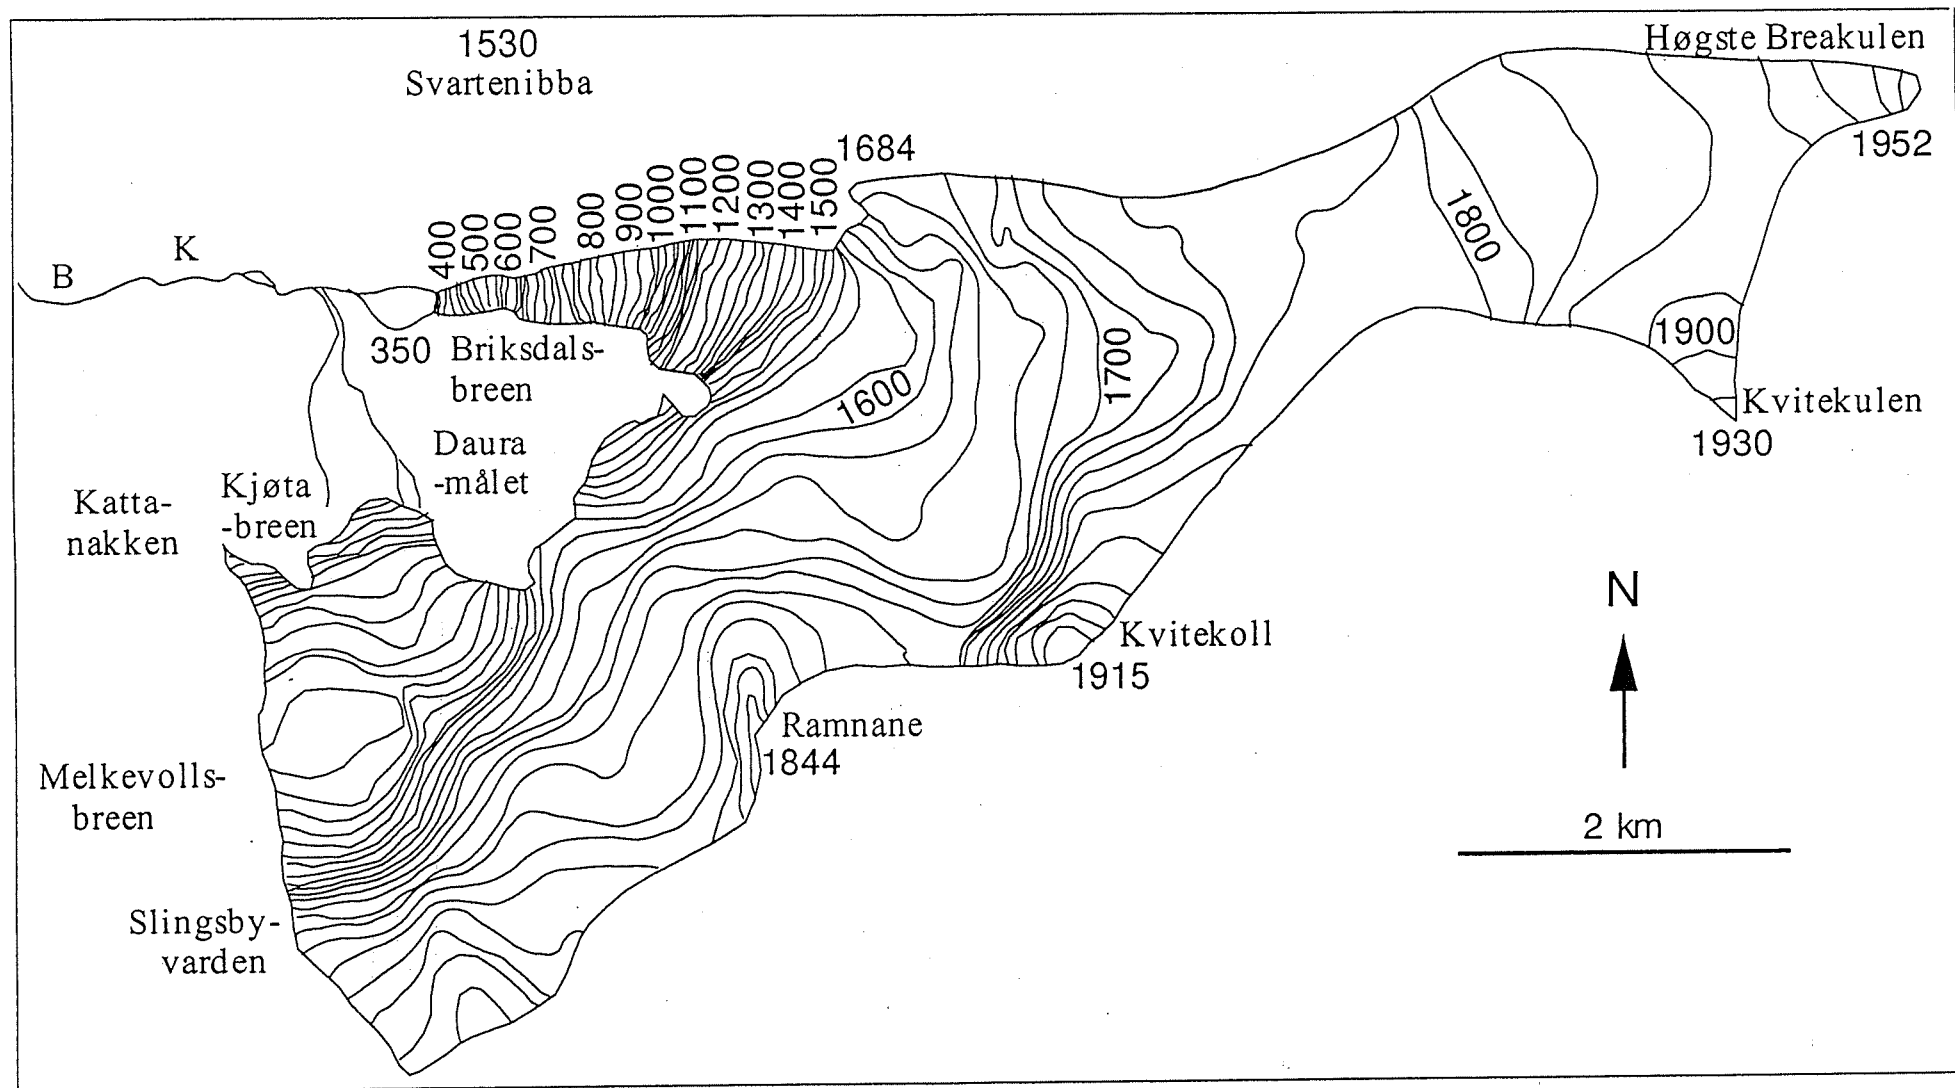 1530
Svartenibba
Høgste Breakulen
1952
1684
400
500
600
700
800
900
1000
1100
1200
1300
1400
1500
B
K
350 Briksdals-
breen
Daura
-målet
1600
1700
1800
1900
Kvitekulen
1930
Katta-
nakken
Kjøta
-breen
N
Kvitekoll
1915
Ramnane
1844
Melkevolls-
breen
2 km
Slingsby-
varden